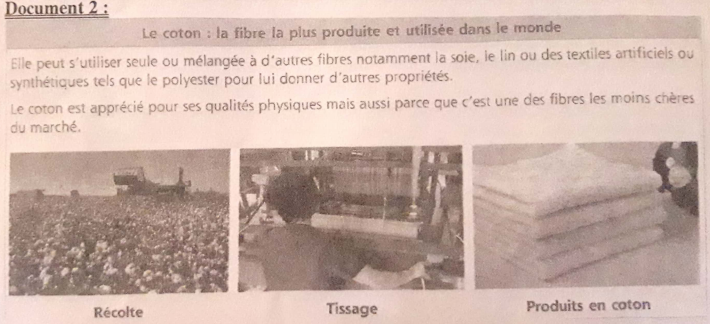 Document 2 :
Le coton : la fibre la plus produite et utilisée dans le monde
Elle peut s'utiliser seule ou mélangée à d'autres fibres notamment la soie, le lin ou des textiles artificiels ou
synthétiques tels que le polyester pour lui donner d'autres propriétés.
Le coton est apprécié pour ses qualités physiques mais aussi parce que c'est une des fibres les moins chères
du marché.
Récolte
Tissage
Produits en coton